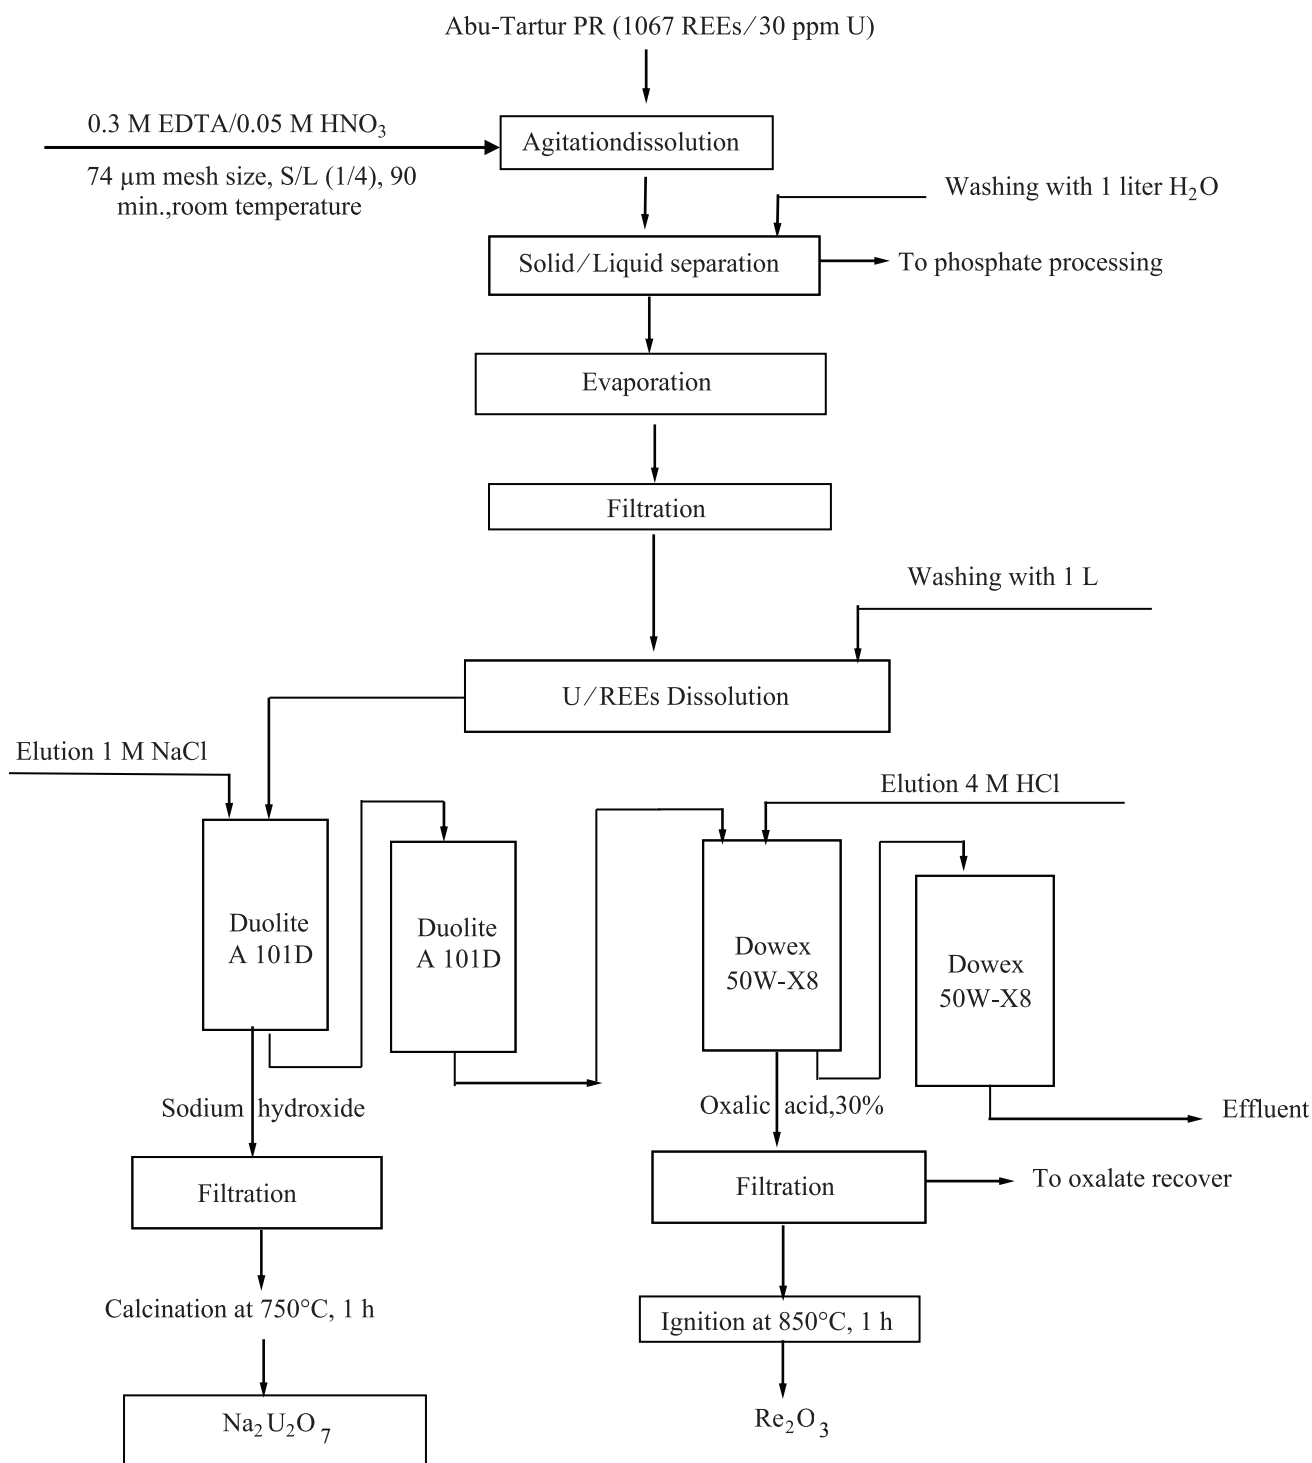 Abu-Tartur PR (1067 REEs/30 ppm U)
0.3 M EDTA/0.05 M HNO3
Agitationdissolution
74 µm mesh size, S/L (1/4), 90
min.,room temperature
Washing with 1 liter H2O
Solid/Liquid separation
To phosphate processing
Evaporation
Filtration
Washing with 1 L
U/REEs Dissolution
Elution 1 M NaCl
Elution 4 M HCl
Duolite
A 101D
Duolite
A 101D
Dowex
50W-X8
Dowex
50W-X8
Sodium hydroxide
Oxalic acid,30%
Effluent
Filtration
Filtration
To oxalate recover
Calcination at 750°C, 1 h
Ignition at 850°C, 1 h
Na2U2O7
Re2O3